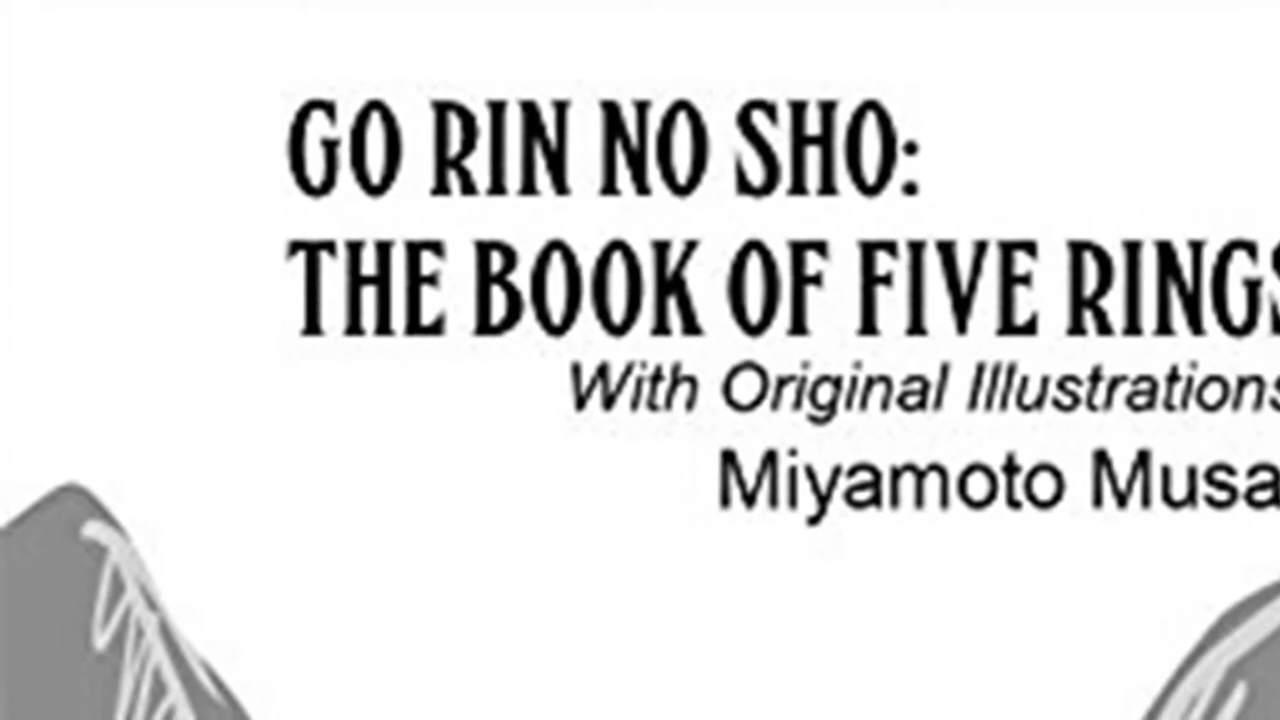 GO RIN NO SHO:
THE BOOK OF FIVE RINGS
With Original Illustrations
Miyamoto Musa